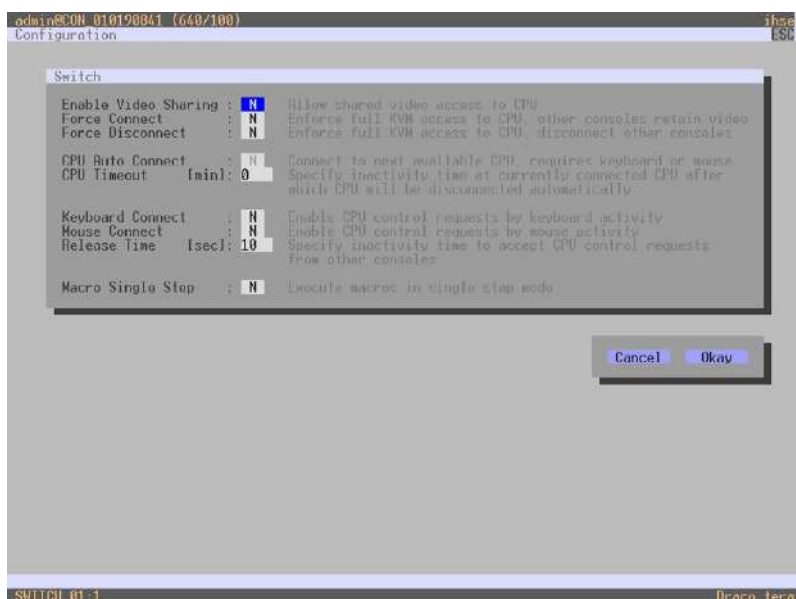 admin@CON_010190841 (640/100) ihse
Configuration ESC
Switch
Enable Video Sharing : N Allow shared video access to CPU
Force Connect : N Enforce full KVM access to CPU, other consoles retain video
Force Disconnect : N Enforce full KVM access to CPU, disconnect other consoles
CPU Auto Connect : N Connect to next available CPU, requires keyboard or mouse
CPU Timeout [min]: 0 Specify inactivity time at currently connected CPU after
which CPU will be disconnected automatically
Keyboard Connect : N Enable CPU control requests by keyboard activity
Mouse Connect : N Enable CPU control requests by mouse activity
Release Time [sec]: 10 Specify inactivity time to accept CPU control requests
from other consoles
Macro Single Step : N Execute macros in single step mode
Cancel Okay
SWITCH_01:1 Draco tera